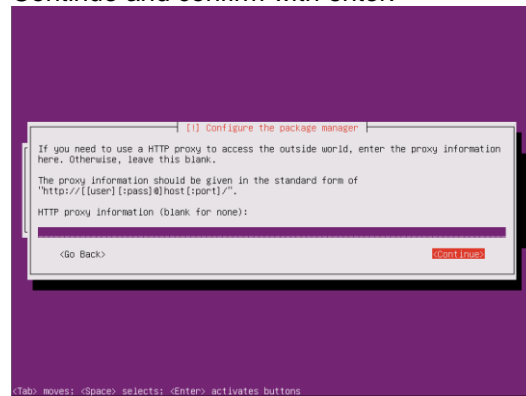 Continue and confirm with enter.
[!] Configure the package manager
If you need to use a HTTP proxy to access the outside world, enter the proxy information
here. Otherwise, leave this blank.
The proxy information should be given in the standard form of
"http://[[user][:pass]@]host[:port]/".
HTTP proxy information (blank for none):
<Go Back> <Continue>
<Tab> moves; <Space> selects; <Enter> activates buttons